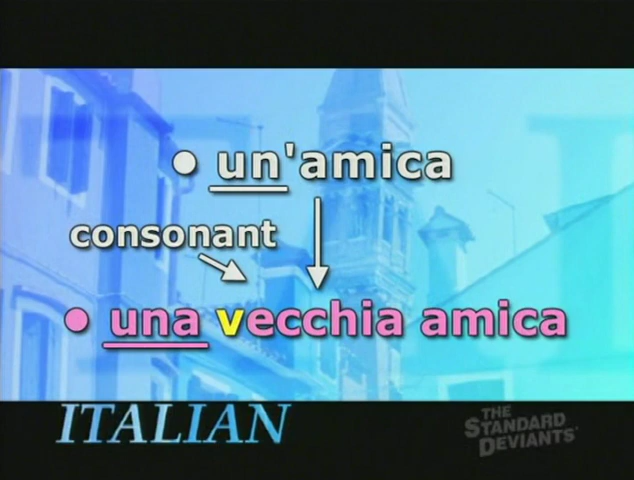 • un'amica
consonant
• una vecchia amica
ITALIAN
THE
STANDARD
DEVIANTS